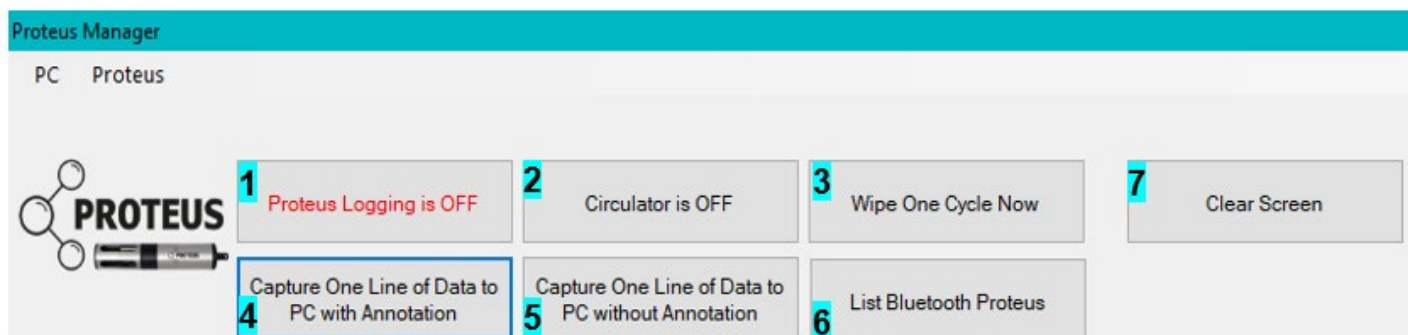 Proteus Manager
PC Proteus
1 Proteus Logging is OFF
2 Circulator is OFF
3 Wipe One Cycle Now
7 Clear Screen
PROTEUS
4 Capture One Line of Data to
PC with Annotation
5 Capture One Line of Data to
PC without Annotation
6 List Bluetooth Proteus